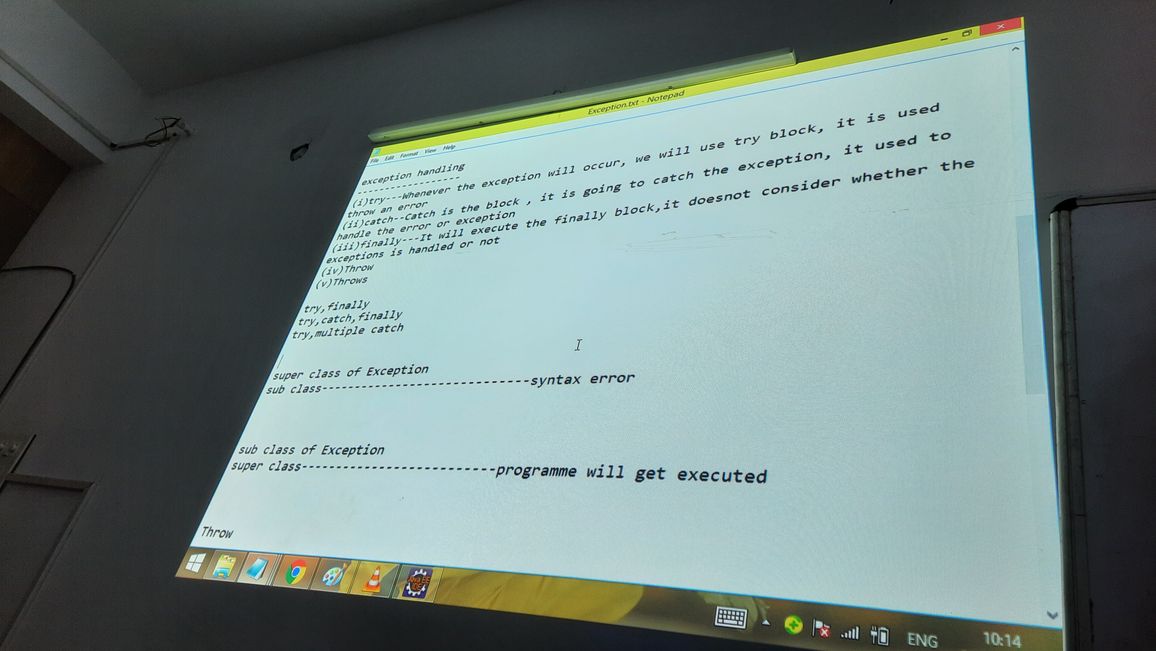 Exception.txt - Notepad
File Edit Format View Help
exception handling
------------------
(i)try---Whenever the exception will occur, we will use try block, it is used
throw an error
(ii)catch--Catch is the block , it is going to catch the exception, it used to
handle the error or exception
(iii)finally---It will execute the finally block,it doesnot consider whether the
exceptions is handled or not
(iv)Throw
(v)Throws
try,finally
try,catch,finally
try,multiple catch
super class of Exception
sub class-----------------------------syntax error
sub class of Exception
super class---------------------------programme will get executed
Throw
ENG 10:14